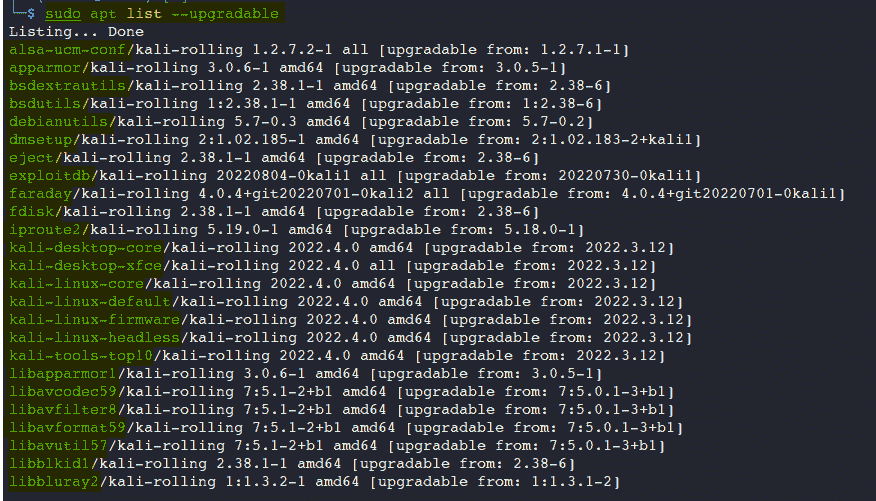 └─$ sudo apt list --upgradable
Listing... Done
alsa-ucm-conf/kali-rolling 1.2.7.2-1 all [upgradable from: 1.2.7.1-1]
apparmor/kali-rolling 3.0.6-1 amd64 [upgradable from: 3.0.5-1]
bsdextrautils/kali-rolling 2.38.1-1 amd64 [upgradable from: 2.38-6]
bsdutils/kali-rolling 1:2.38.1-1 amd64 [upgradable from: 1:2.38-6]
debianutils/kali-rolling 5.7-0.3 amd64 [upgradable from: 5.7-0.2]
dmsetup/kali-rolling 2:1.02.185-1 amd64 [upgradable from: 2:1.02.183-2+kali1]
eject/kali-rolling 2.38.1-1 amd64 [upgradable from: 2.38-6]
exploitdb/kali-rolling 20220804-0kali1 all [upgradable from: 20220730-0kali1]
faraday/kali-rolling 4.0.4+git20220701-0kali2 all [upgradable from: 4.0.4+git20220701-0kali1]
fdisk/kali-rolling 2.38.1-1 amd64 [upgradable from: 2.38-6]
iproute2/kali-rolling 5.19.0-1 amd64 [upgradable from: 5.18.0-1]
kali-desktop-core/kali-rolling 2022.4.0 amd64 [upgradable from: 2022.3.12]
kali-desktop-xfce/kali-rolling 2022.4.0 all [upgradable from: 2022.3.12]
kali-linux-core/kali-rolling 2022.4.0 amd64 [upgradable from: 2022.3.12]
kali-linux-default/kali-rolling 2022.4.0 amd64 [upgradable from: 2022.3.12]
kali-linux-firmware/kali-rolling 2022.4.0 amd64 [upgradable from: 2022.3.12]
kali-linux-headless/kali-rolling 2022.4.0 amd64 [upgradable from: 2022.3.12]
kali-tools-top10/kali-rolling 2022.4.0 amd64 [upgradable from: 2022.3.12]
libapparmor1/kali-rolling 3.0.6-1 amd64 [upgradable from: 3.0.5-1]
libavcodec59/kali-rolling 7:5.1-2+b1 amd64 [upgradable from: 7:5.0.1-3+b1]
libavfilter8/kali-rolling 7:5.1-2+b1 amd64 [upgradable from: 7:5.0.1-3+b1]
libavformat59/kali-rolling 7:5.1-2+b1 amd64 [upgradable from: 7:5.0.1-3+b1]
libavutil57/kali-rolling 7:5.1-2+b1 amd64 [upgradable from: 7:5.0.1-3+b1]
libblkid1/kali-rolling 2.38.1-1 amd64 [upgradable from: 2.38-6]
libbluray2/kali-rolling 1:1.3.2-1 amd64 [upgradable from: 1:1.3.1-2]